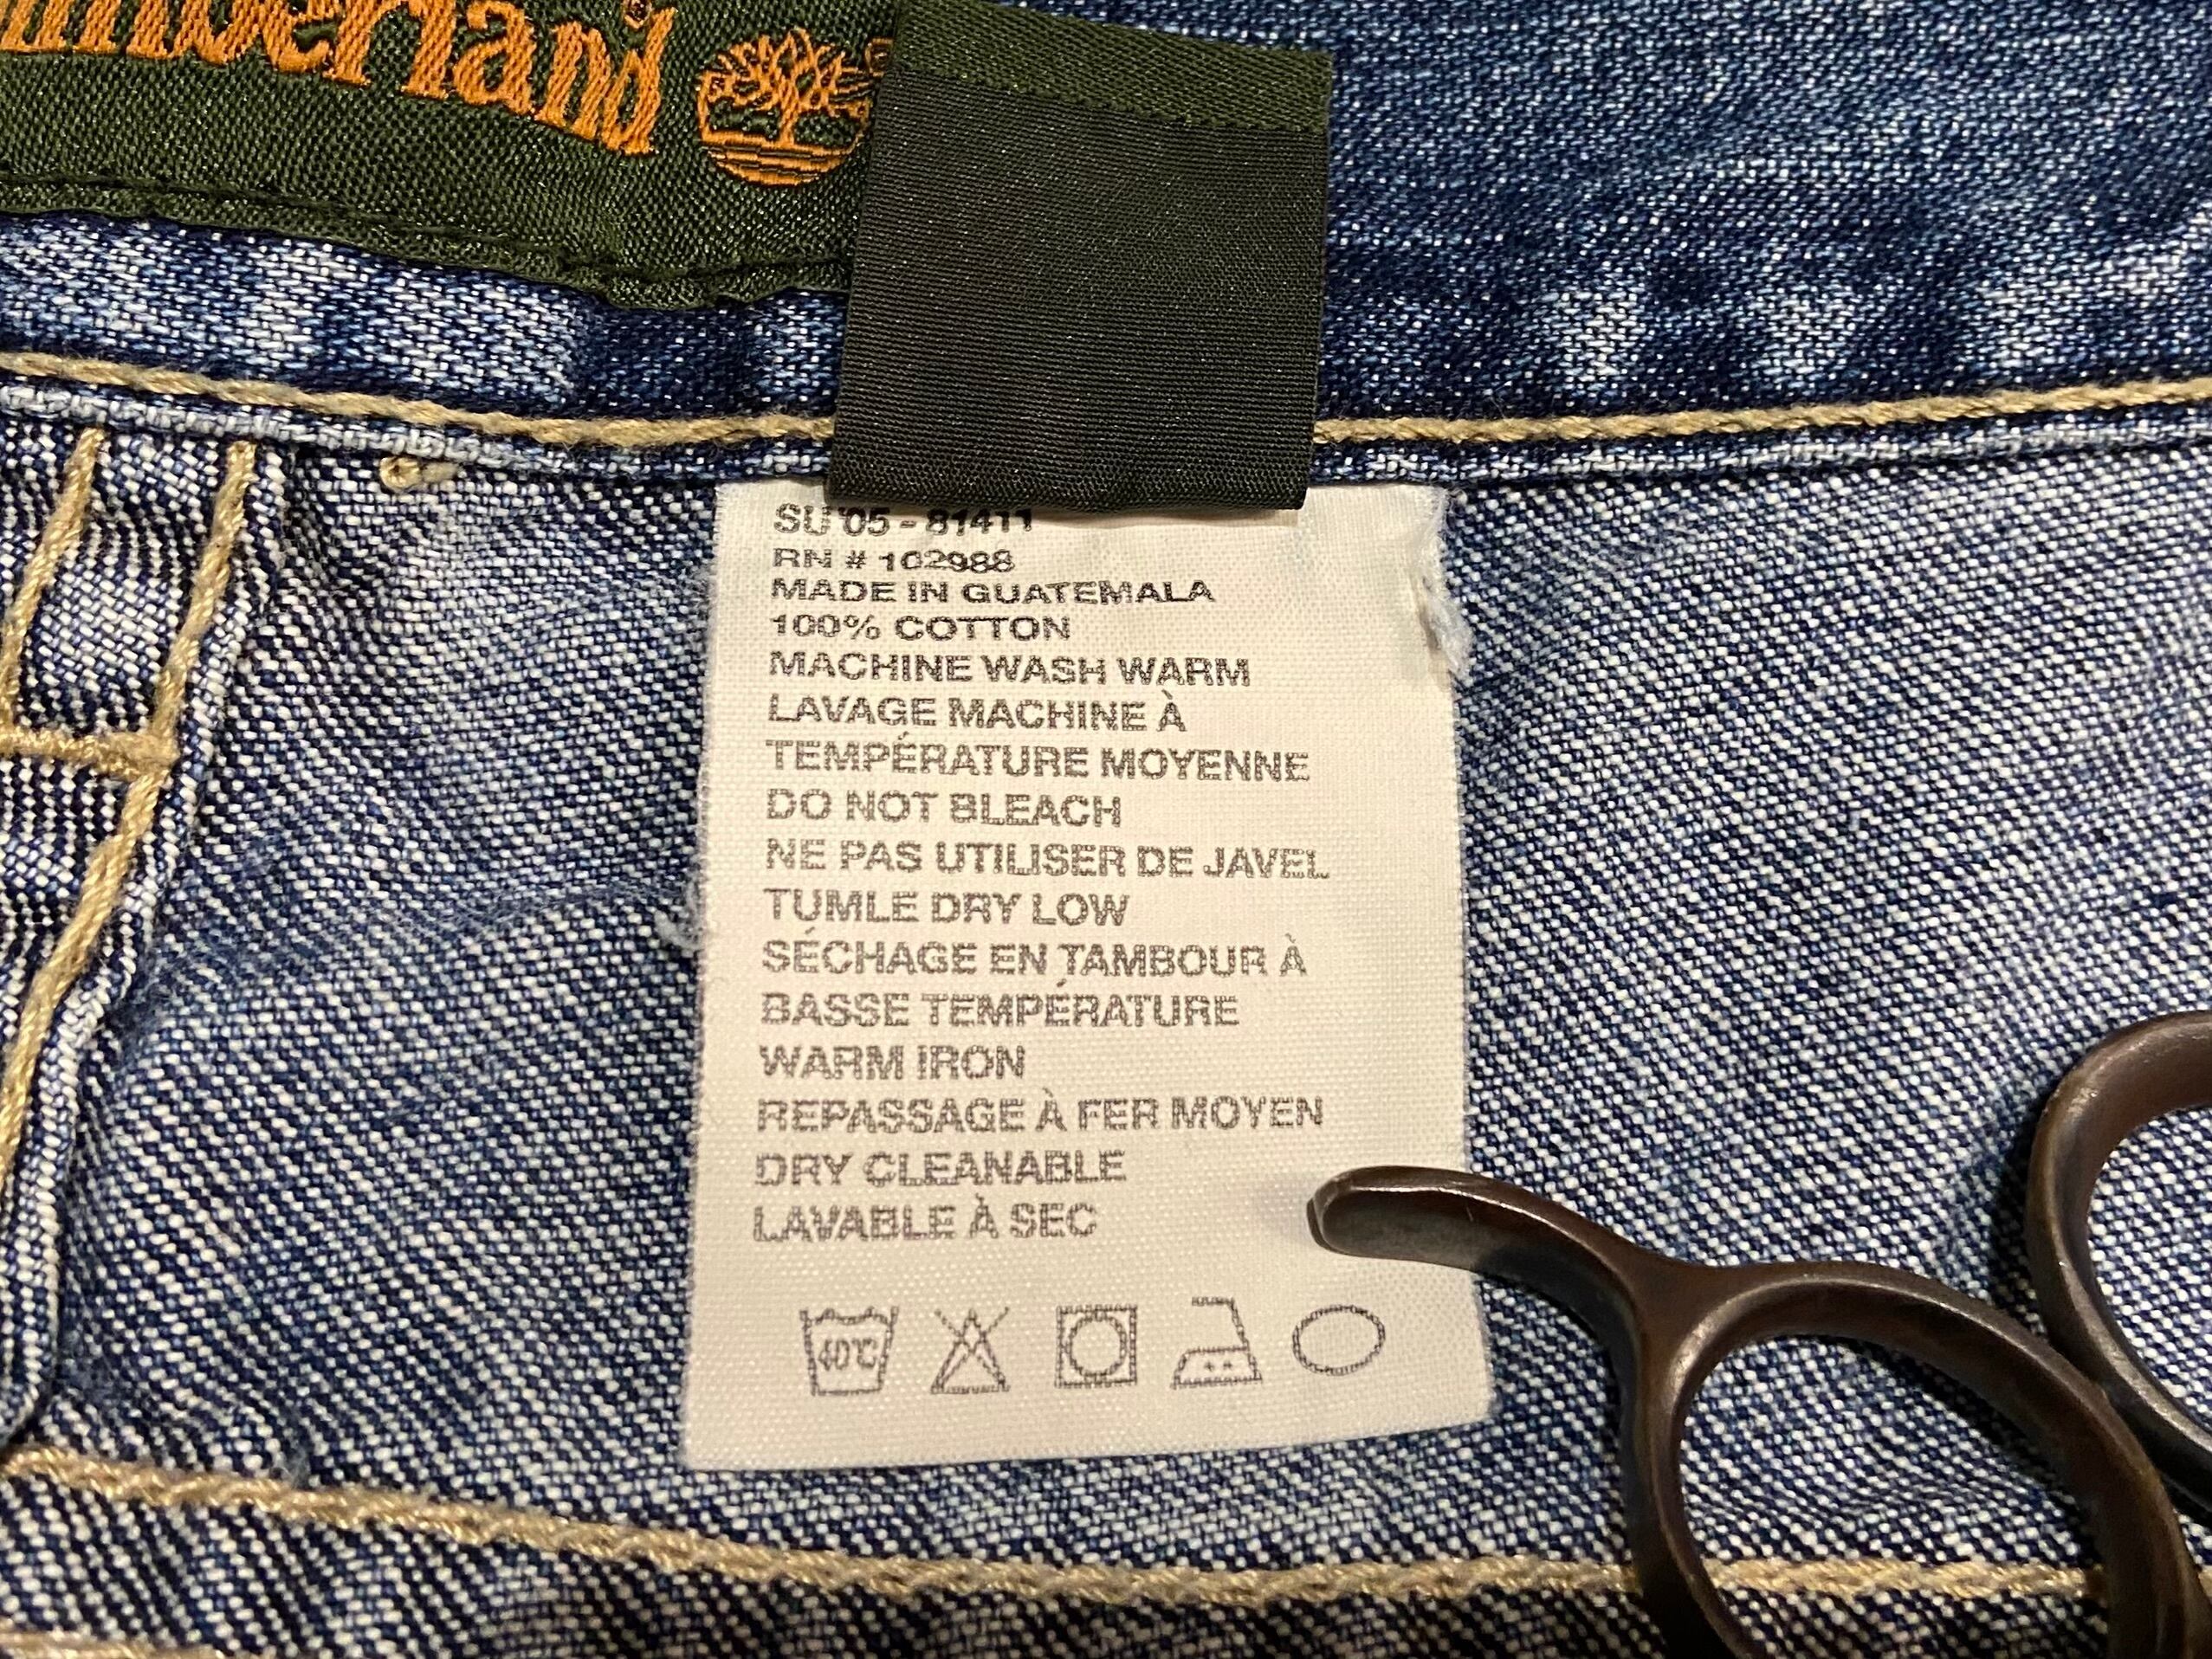 Timberland
SU '05 - 81411
RN # 102988
MADE IN GUATEMALA
100% COTTON
MACHINE WASH WARM
LAVAGE MACHINE À
TEMPÉRATURE MOYENNE
DO NOT BLEACH
NE PAS UTILISER DE JAVEL
TUMLE DRY LOW
SÉCHAGE EN TAMBOUR À
BASSE TEMPÉRATURE
WARM IRON
REPASSAGE À FER MOYEN
DRY CLEANABLE
LAVABLE À SEC
40°C